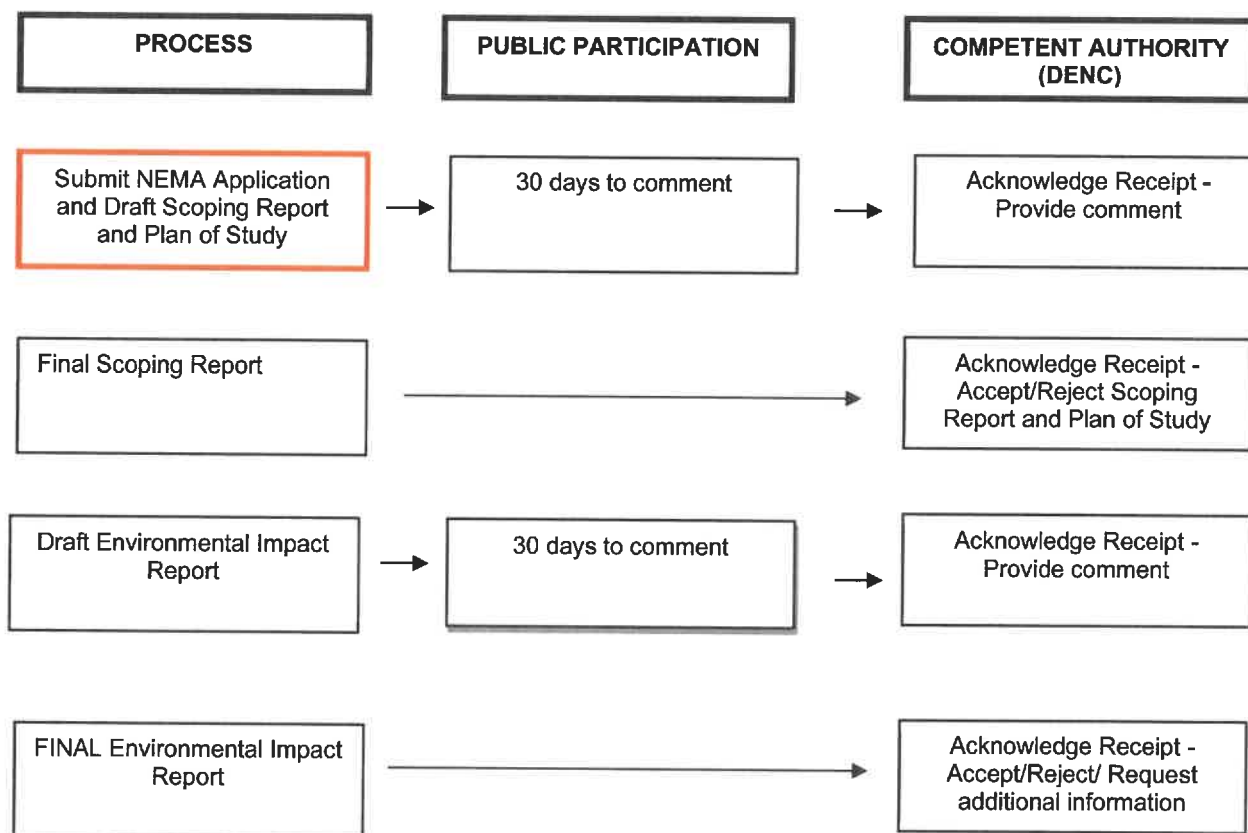 PROCESS
PUBLIC PARTICIPATION
COMPETENT AUTHORITY
(DENC)
Submit NEMA Application
and Draft Scoping Report
and Plan of Study
30 days to comment
Acknowledge Receipt -
Provide comment
Final Scoping Report
Acknowledge Receipt -
Accept/Reject Scoping
Report and Plan of Study
Draft Environmental Impact
Report
30 days to comment
Acknowledge Receipt -
Provide comment
FINAL Environmental Impact
Report
Acknowledge Receipt -
Accept/Reject/ Request
additional information